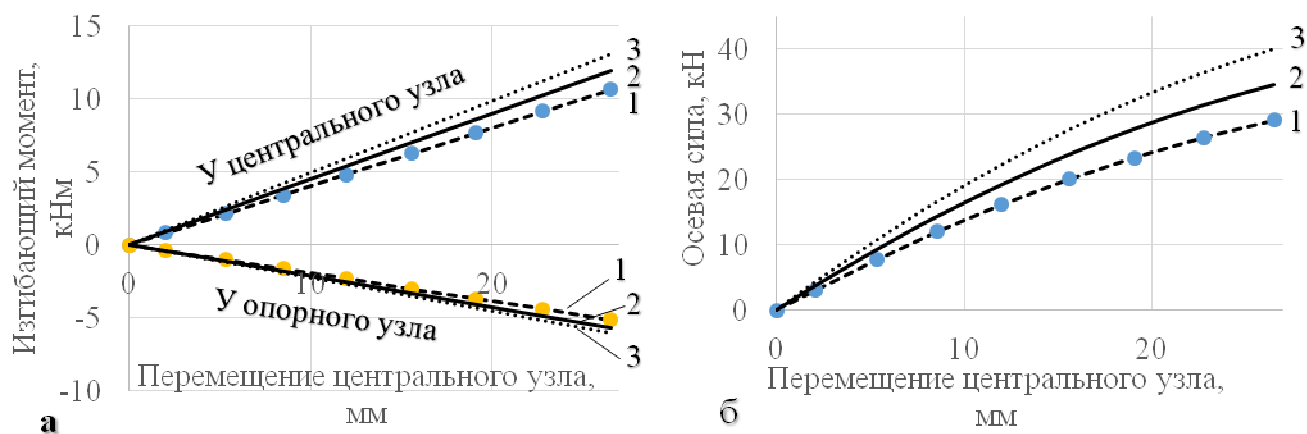 Изгибающий момент,
кНм
15
10
5
0
-5
-10
0
10
20
У центрального узла
3
2
1
У опорного узла
1
2
3
Перемещение центрального узла,
мм
а
Осевая сила, кН
40
30
20
10
0
0
10
20
3
2
1
Перемещение центрального узла,
мм
б